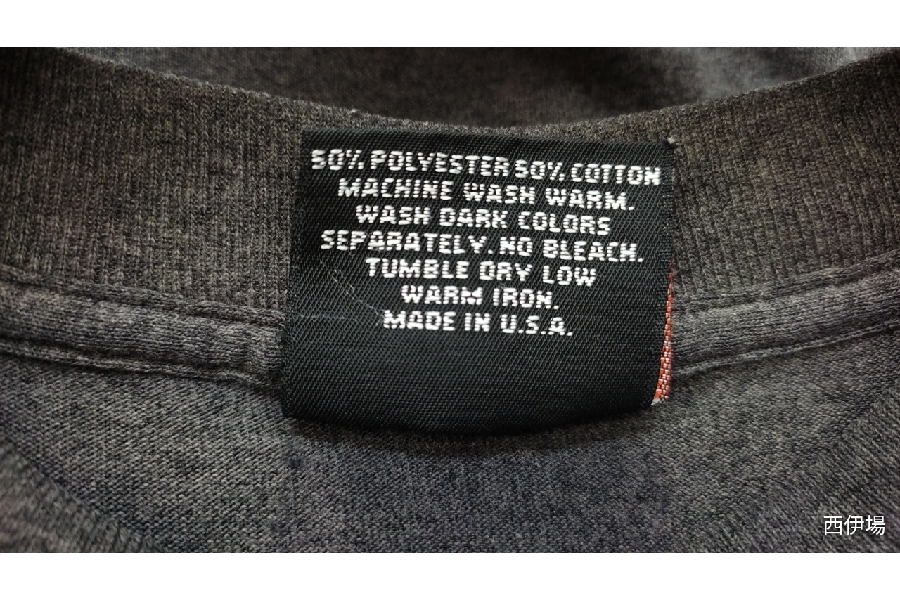 50% POLYESTER 50% COTTON
MACHINE WASH WARM.
WASH DARK COLORS
SEPARATELY. NO BLEACH.
TUMBLE DRY LOW
WARM IRON.
MADE IN U.S.A.
西伊場